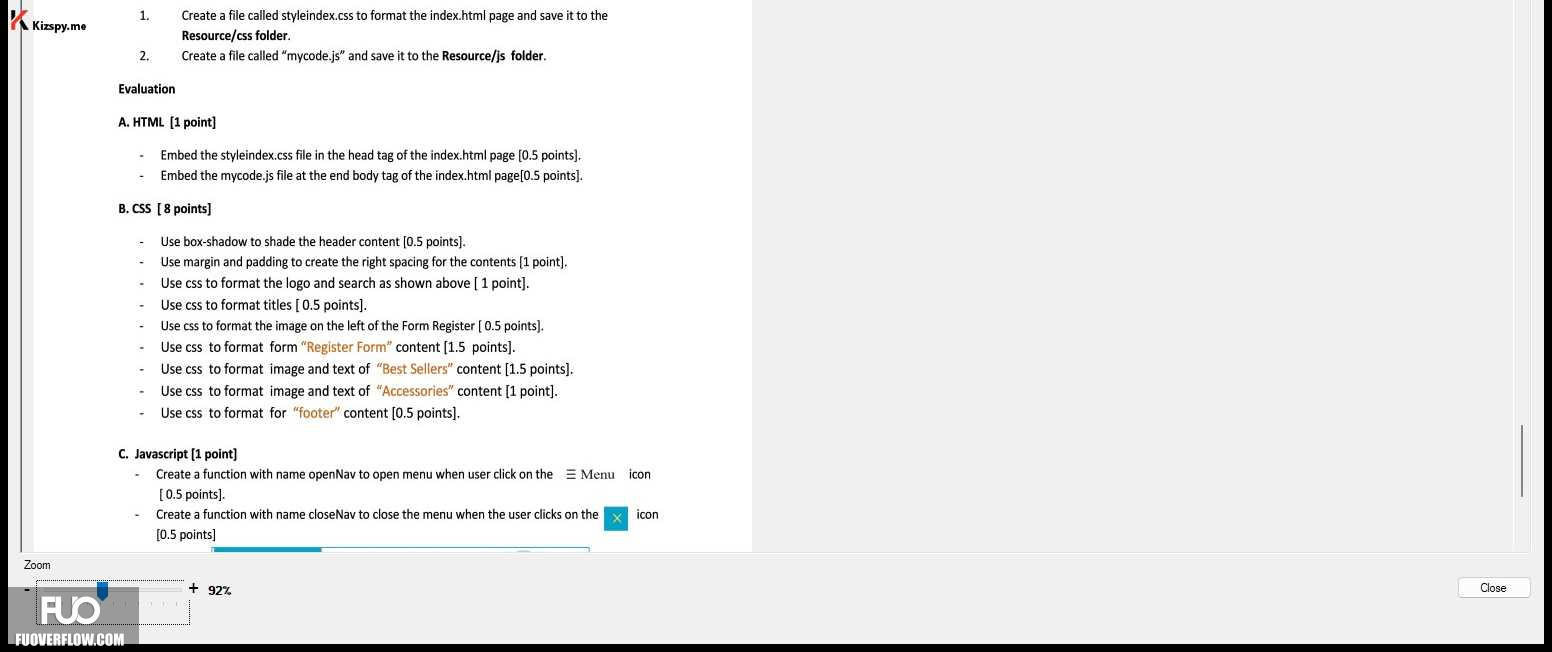 Kizspy.me
1. Create a file called styleindex.css to format the index.html page and save it to the
Resource/css folder.
2. Create a file called “mycode.js” and save it to the Resource/js folder.
Evaluation
A. HTML [1 point]
- Embed the styleindex.css file in the head tag of the index.html page [0.5 points].
- Embed the mycode.js file at the end body tag of the index.html page[0.5 points].
B. CSS [ 8 points]
- Use box-shadow to shade the header content [0.5 points].
- Use margin and padding to create the right spacing for the contents [1 point].
- Use css to format the logo and search as shown above [ 1 point].
- Use css to format titles [ 0.5 points].
- Use css to format the image on the left of the Form Register [ 0.5 points].
- Use css to format form “Register Form” content [1.5 points].
- Use css to format image and text of “Best Sellers” content [1.5 points].
- Use css to format image and text of “Accessories” content [1 point].
- Use css to format for “footer” content [0.5 points].
C. Javascript [1 point]
- Create a function with name openNav to open menu when user click on the ☰ Menu icon
[ 0.5 points].
- Create a function with name closeNav to close the menu when the user clicks on the × icon
[0.5 points]
Zoom
- + 92%
Close
FUO
FUOVERFLOW.COM